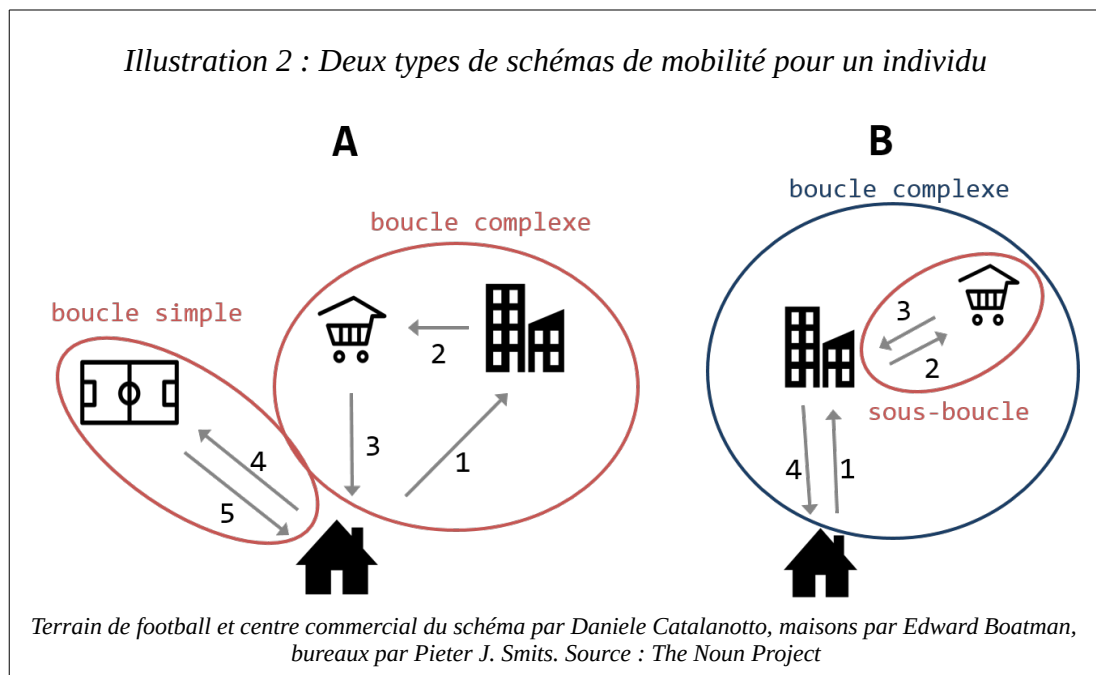 Illustration 2 : Deux types de schémas de mobilité pour un individu
A
boucle complexe
boucle simple
2
3
1
4
5
B
boucle complexe
3
2
sous-boucle
4
1
Terrain de football et centre commercial du schéma par Daniele Catalanotto, maisons par Edward Boatman,
bureaux par Pieter J. Smits. Source : The Noun Project